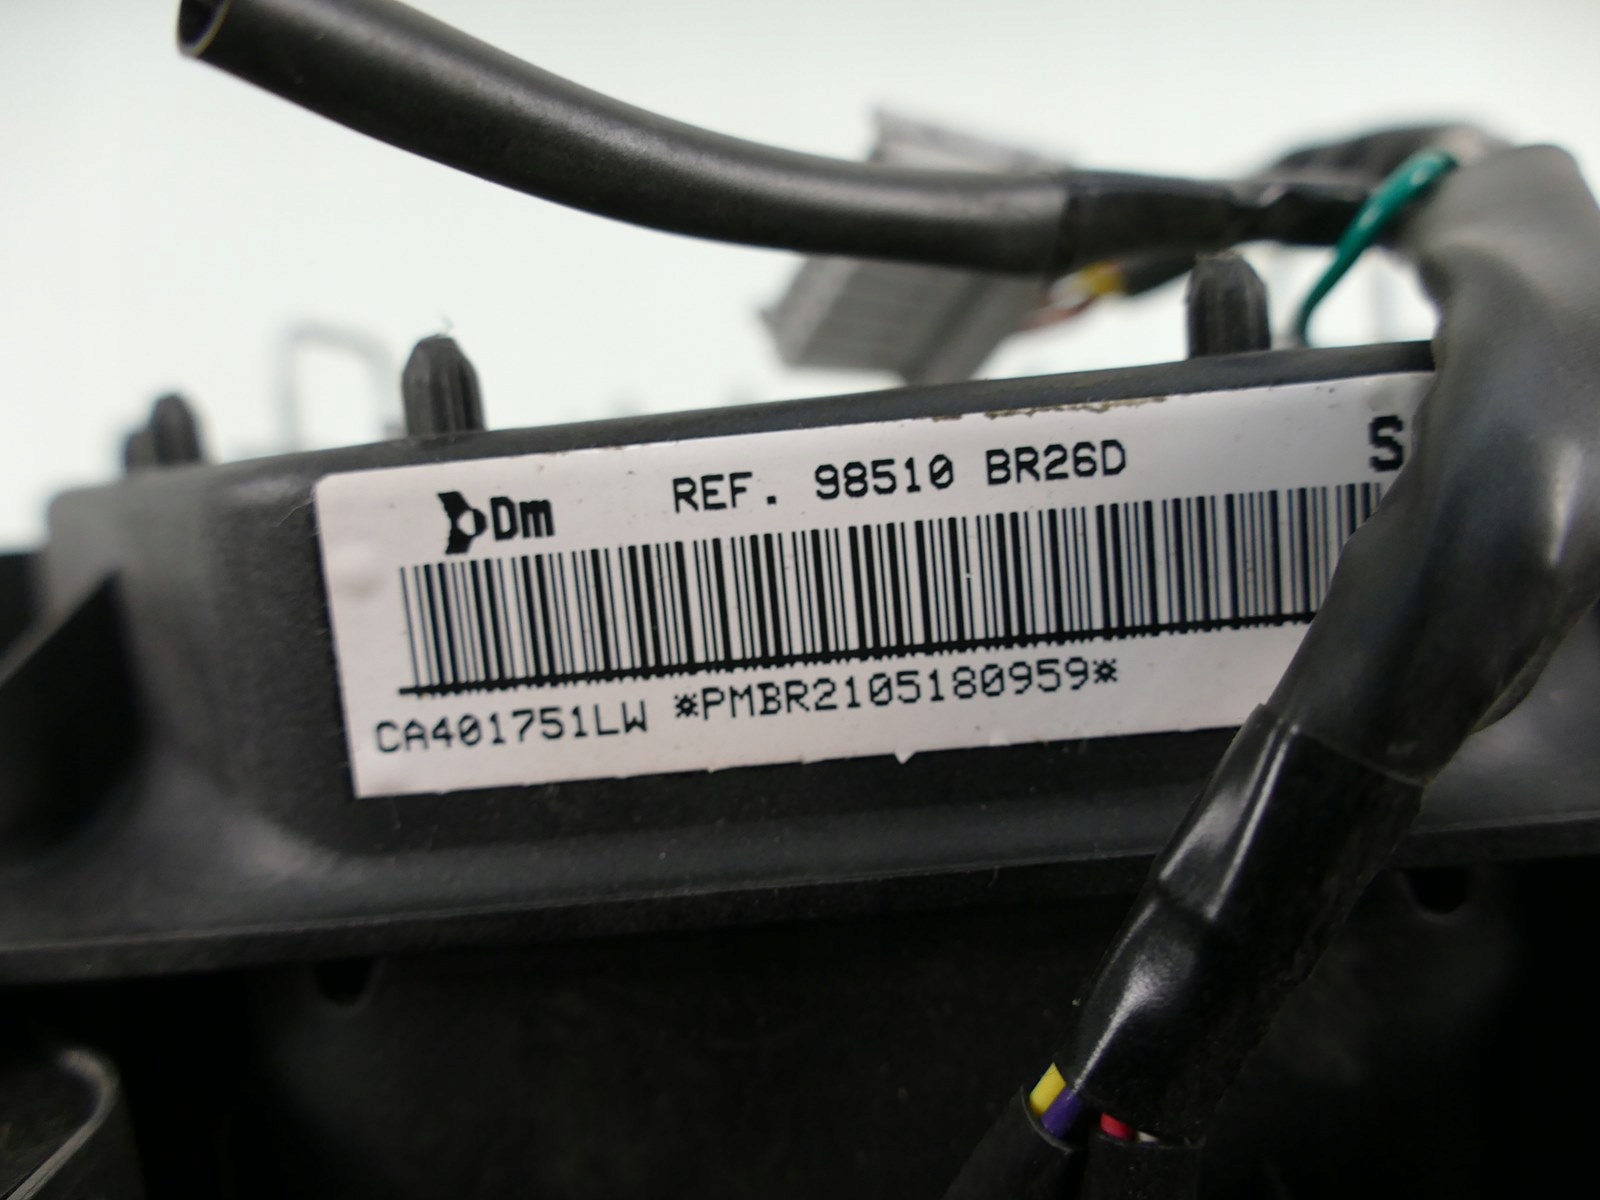 Dm REF. 98510 BR26D S
CA401751LW *PMBR2105180959*